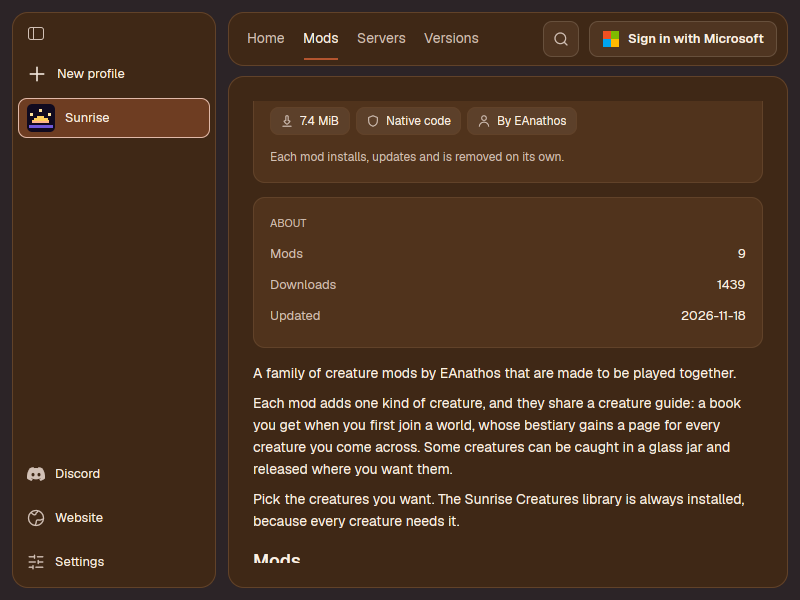 New profile
Sunrise
Discord
Website
Settings
Home Mods Servers Versions Sign in with Microsoft
7.4 MiB Native code By EAnathos
Each mod installs, updates and is removed on its own.
ABOUT
Mods 9
Downloads 1439
Updated 2026-11-18
A family of creature mods by EAnathos that are made to be played together.
Each mod adds one kind of creature, and they share a creature guide: a book
you get when you first join a world, whose bestiary gains a page for every
creature you come across. Some creatures can be caught in a glass jar and
released where you want them.
Pick the creatures you want. The Sunrise Creatures library is always installed,
because every creature needs it.
Mods